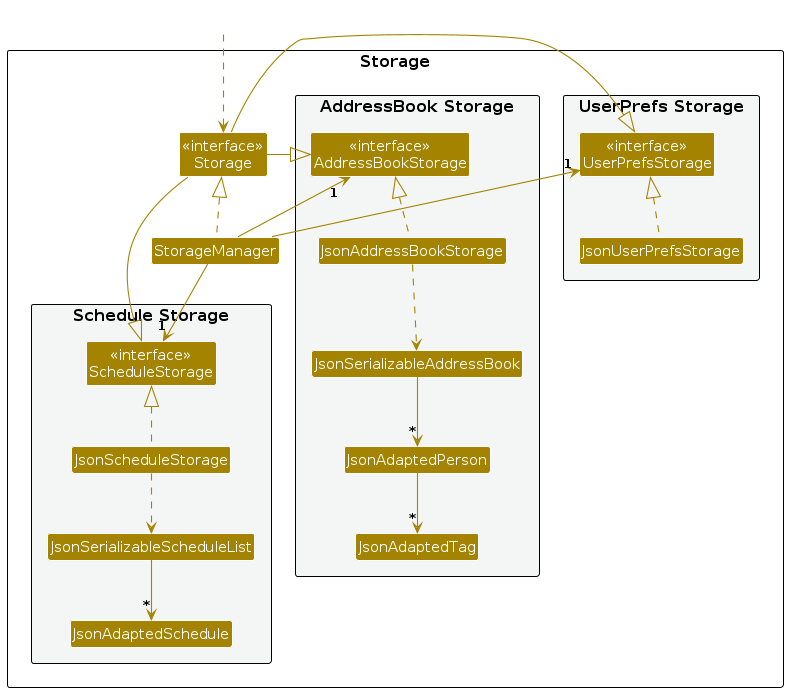 Storage
AddressBook Storage
UserPrefs Storage
«interface»
Storage
«interface»
AddressBookStorage
«interface»
UserPrefsStorage
1
1
StorageManager
JsonAddressBookStorage
JsonUserPrefsStorage
Schedule Storage
1
«interface»
ScheduleStorage
JsonSerializableAddressBook
*
JsonScheduleStorage
JsonAdaptedPerson
*
JsonSerializableScheduleList
JsonAdaptedTag
*
JsonAdaptedSchedule